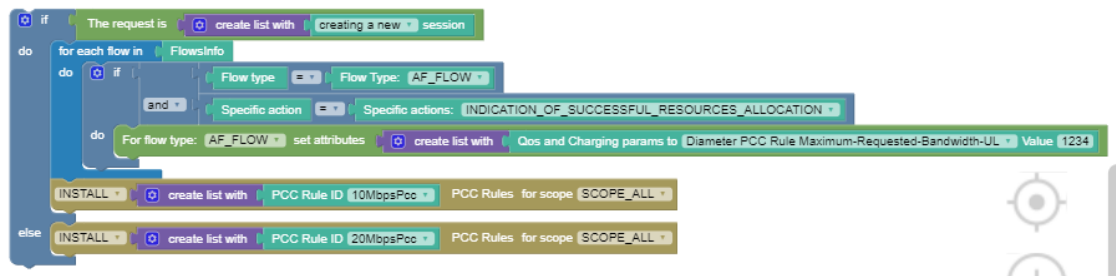 if The request is create list with creating a new session
do for each flow in FlowsInfo
do if Flow type = Flow Type: AF_FLOW
and Specific action = Specific actions: INDICATION_OF_SUCCESSFUL_RESOURCES_ALLOCATION
do For flow type: AF_FLOW set attributes create list with Qos and Charging params to Diameter PCC Rule Maximum-Requested-Bandwidth-UL Value 1234
INSTALL create list with PCC Rule ID 10MbpsPcc PCC Rules for scope SCOPE_ALL
else INSTALL create list with PCC Rule ID 20MbpsPcc PCC Rules for scope SCOPE_ALL